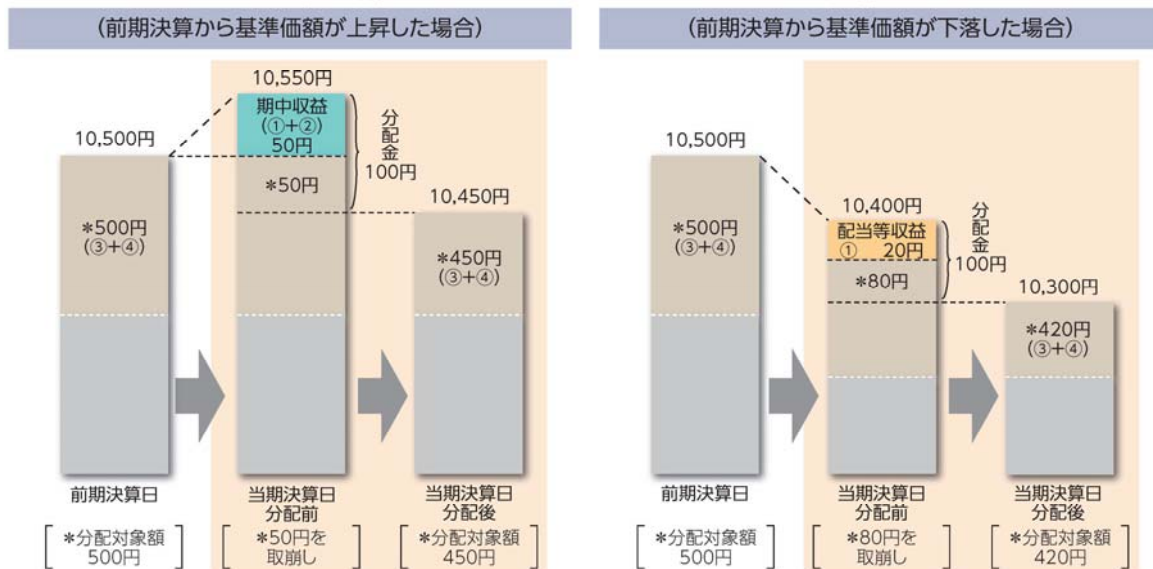 (前期決算から基準価額が上昇した場合)
10,500円
*500円
(③+④)
前期決算日
*分配対象額
500円
10,550円
期中収益
(①+②)
50円
*50円
分配金
100円
当期決算日
分配前
*50円を
取崩し
10,450円
*450円
(③+④)
当期決算日
分配後
*分配対象額
450円
(前期決算から基準価額が下落した場合)
10,500円
*500円
(③+④)
前期決算日
*分配対象額
500円
10,400円
配当等収益
① 20円
*80円
分配金
100円
当期決算日
分配前
*80円を
取崩し
10,300円
*420円
(③+④)
当期決算日
分配後
*分配対象額
420円